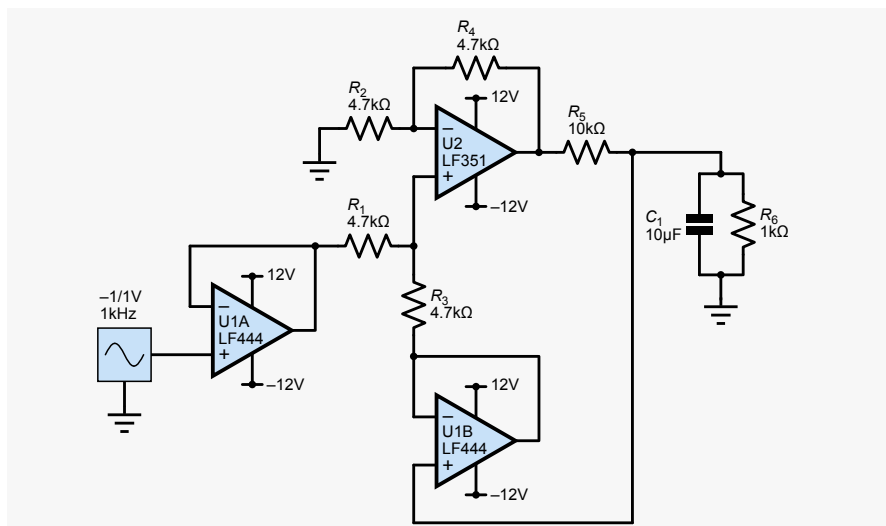 R4
4.7kΩ
R2
4.7kΩ
12V
−
U2
LF351
+
−12V
R5
10kΩ
C1
10µF
R6
1kΩ
R1
4.7kΩ
R3
4.7kΩ
–1/1V
1kHz
12V
−
U1A
LF444
+
–12V
12V
−
U1B
LF444
+
–12V